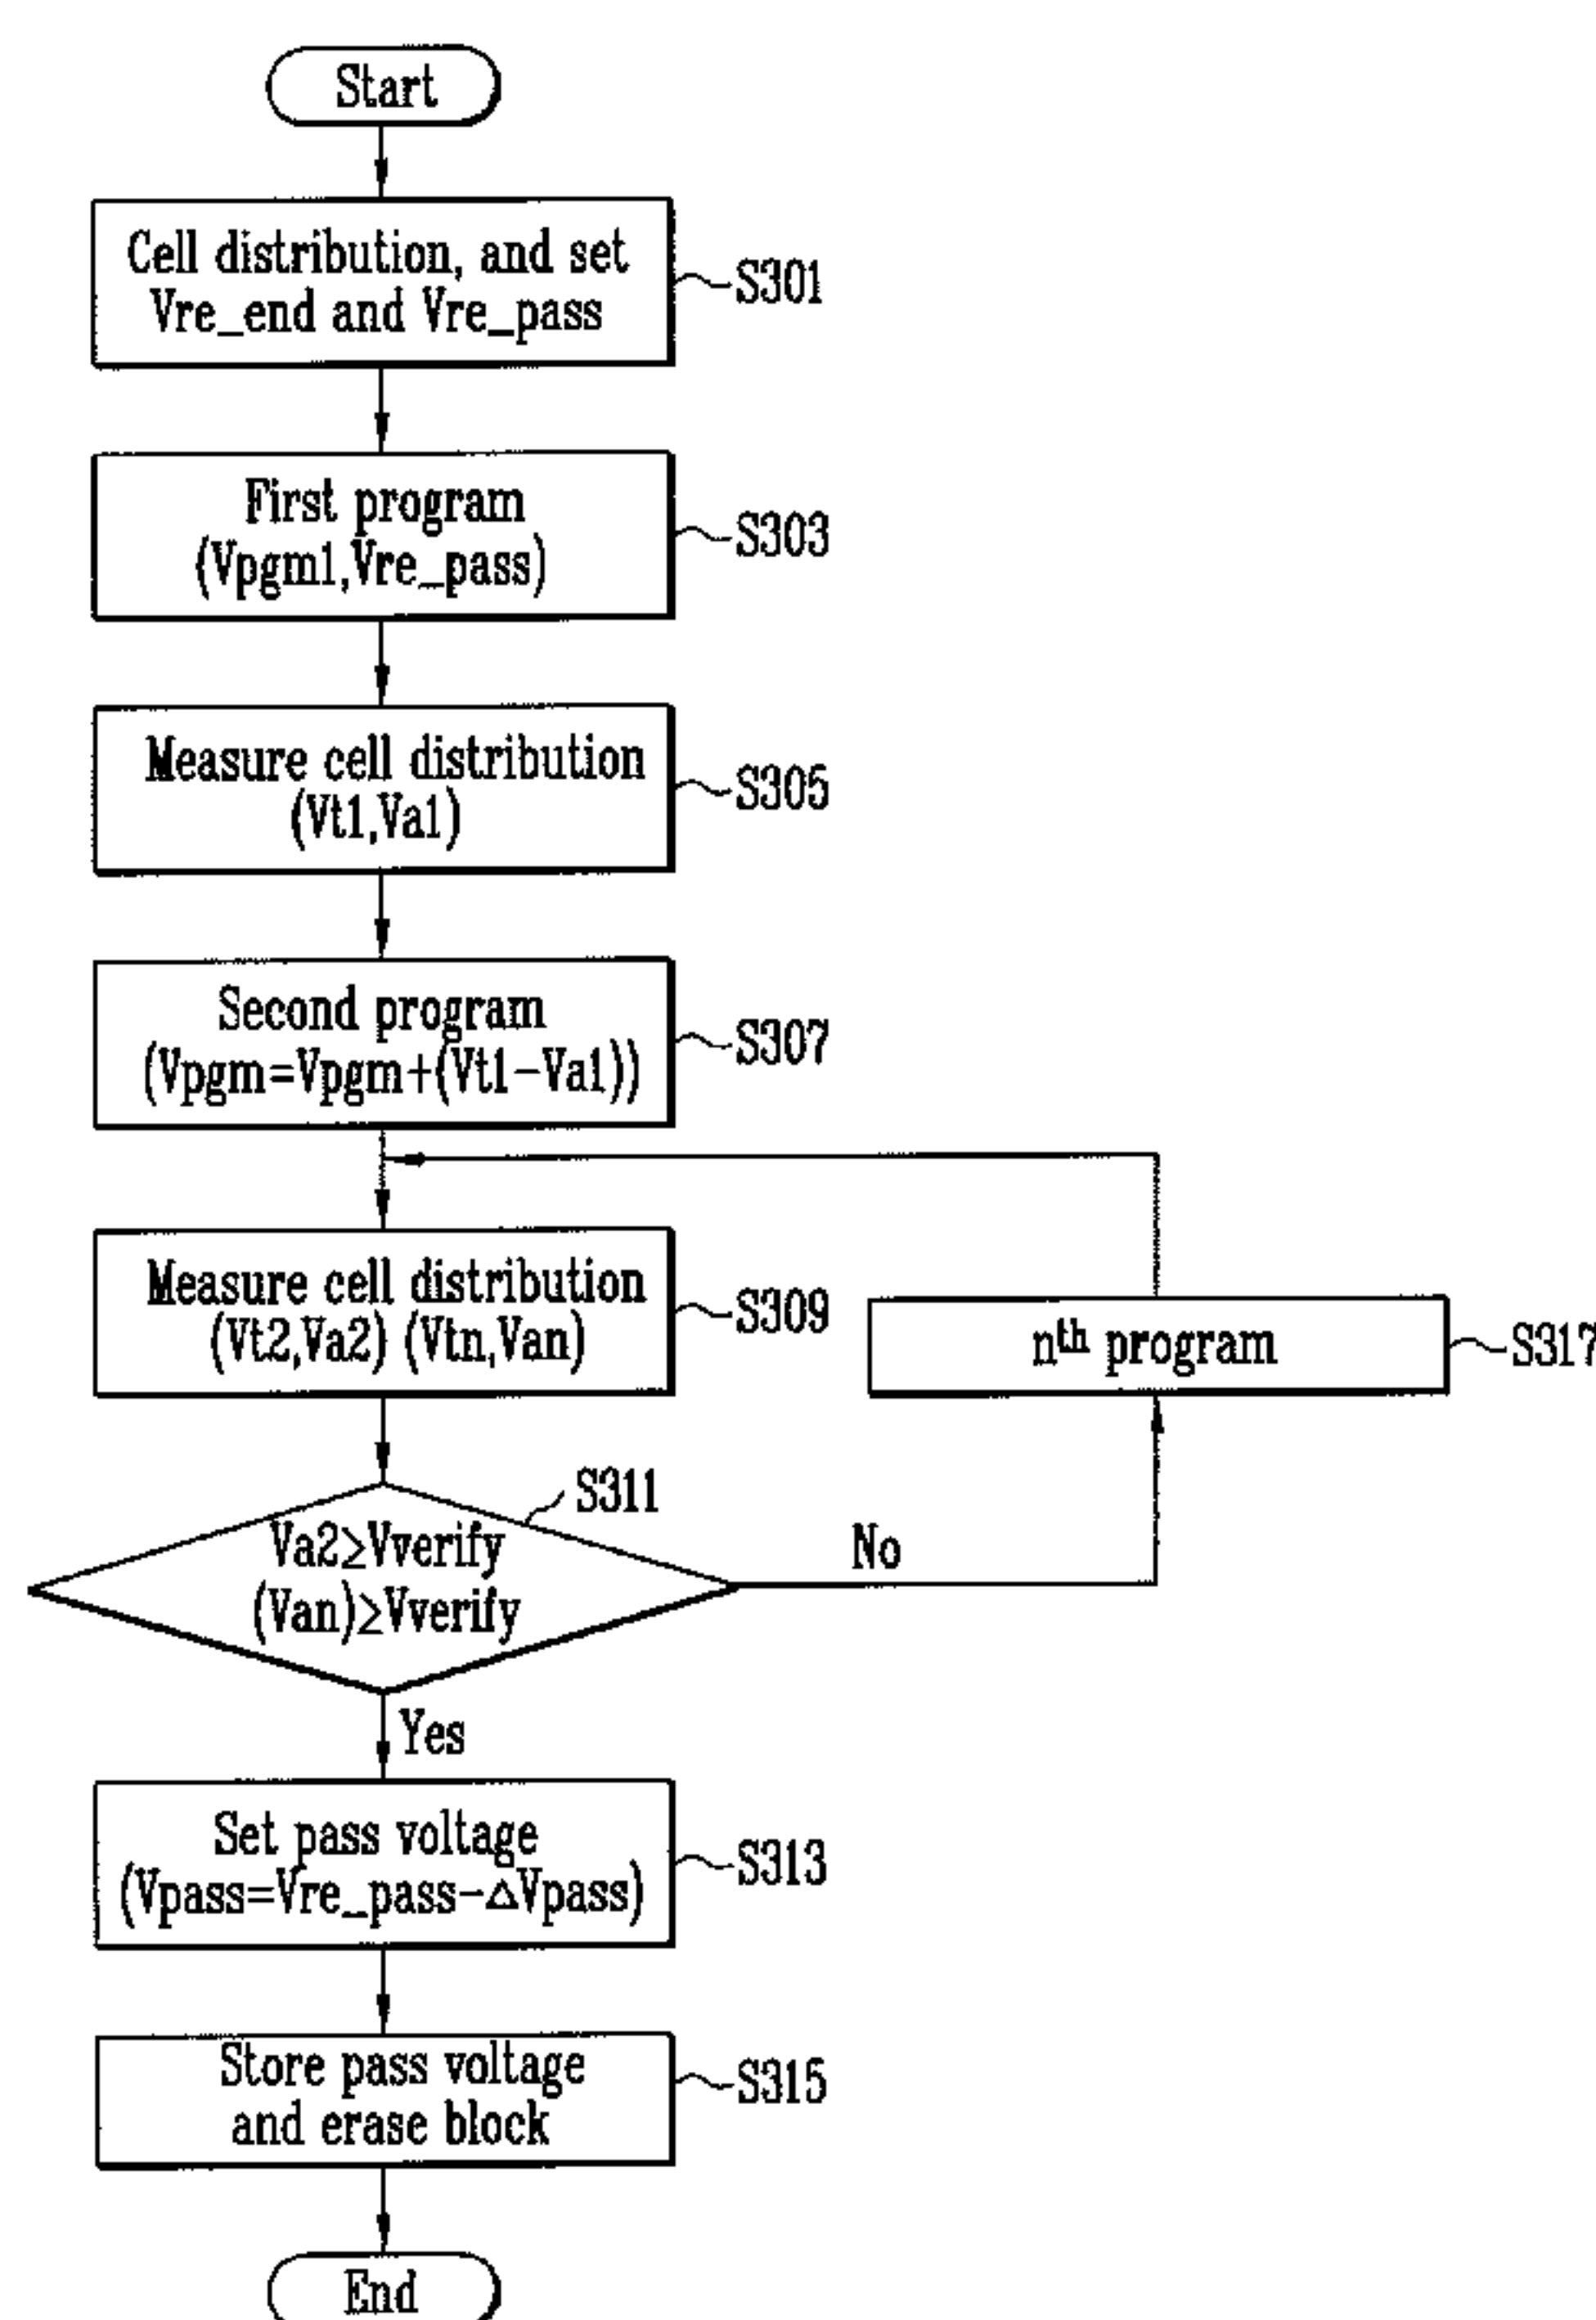 Start
Cell distribution, and set
Vre_end and Vre_pass
S301
First program
(Vpgm1,Vre_pass)
S303
Measure cell distribution
(Vt1,Va1)
S305
Second program
(Vpgm=Vpgm+(Vt1-Va1))
S307
Measure cell distribution
(Vt2,Va2) (Vtn,Van)
S309
nth program
S317
S311
Va2≥Vverify
(Van)≥Vverify
No
Yes
Set pass voltage
(Vpass=Vre_pass-△Vpass)
S313
Store pass voltage
and erase block
S315
End